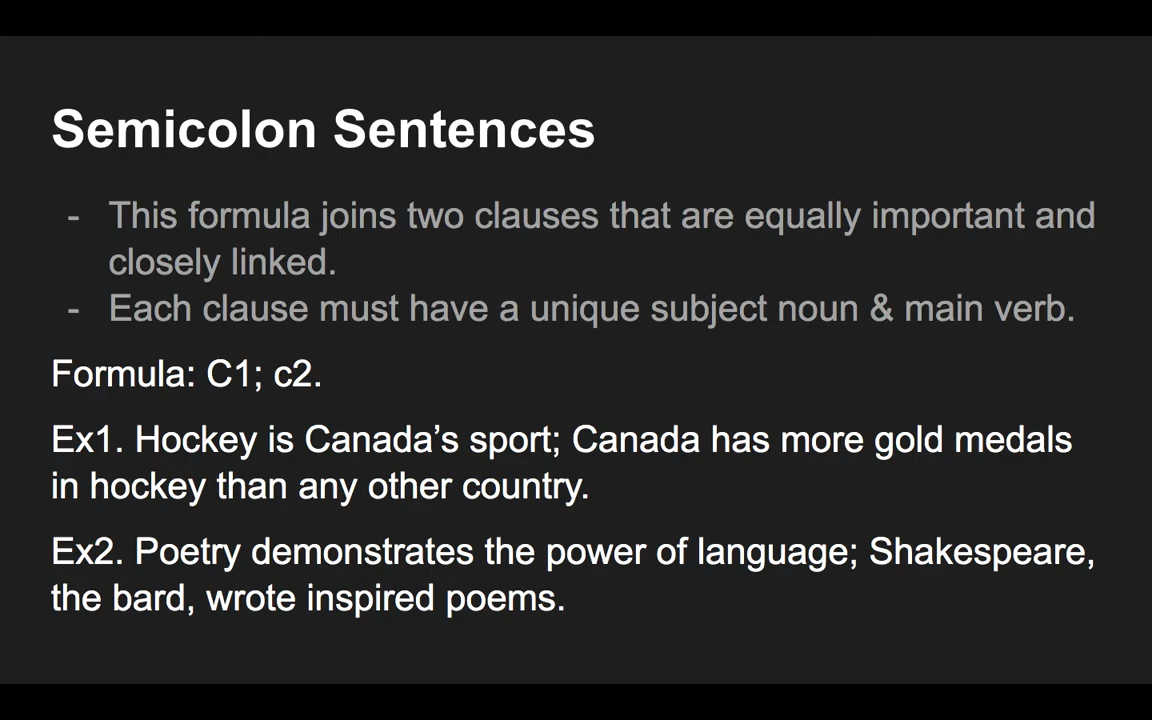 Semicolon Sentences
- This formula joins two clauses that are equally important and
closely linked.
- Each clause must have a unique subject noun & main verb.
Formula: C1; c2.
Ex1. Hockey is Canada’s sport; Canada has more gold medals
in hockey than any other country.
Ex2. Poetry demonstrates the power of language; Shakespeare,
the bard, wrote inspired poems.